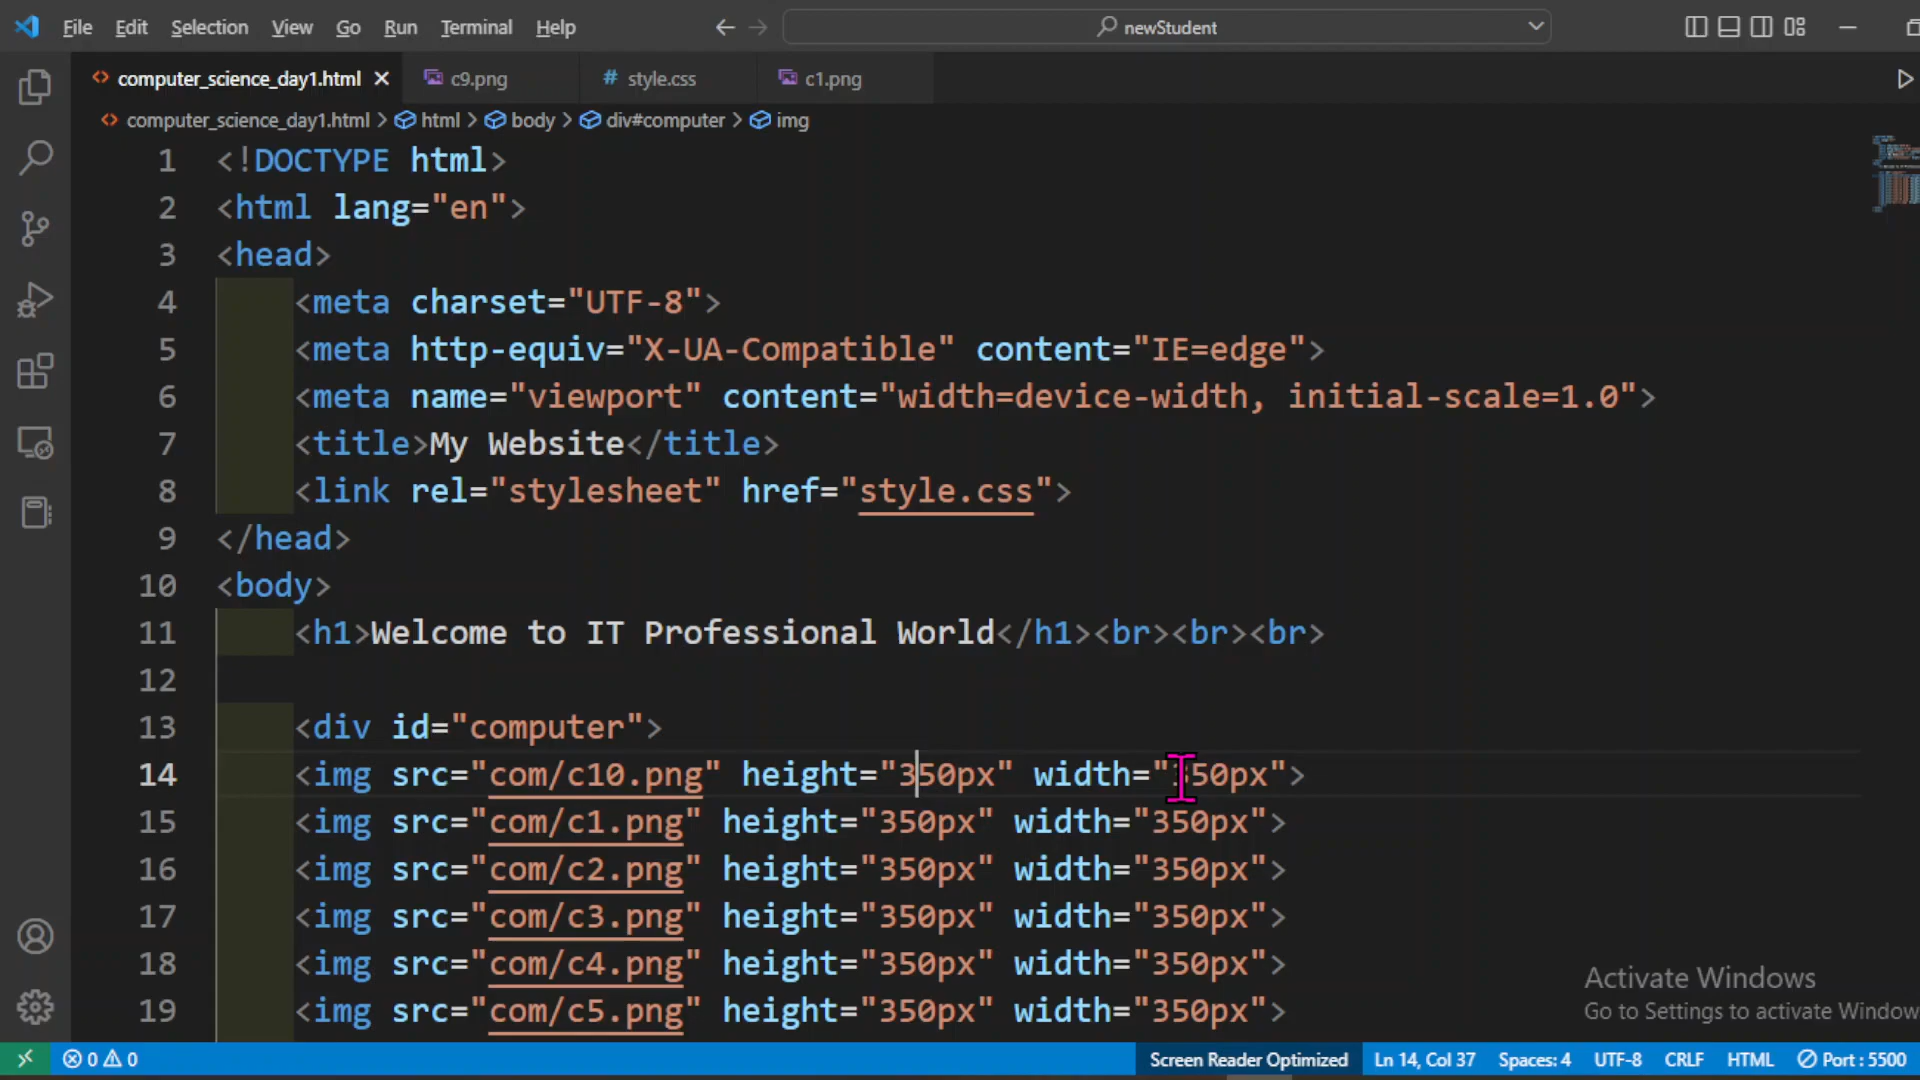 File Edit Selection View Go Run Terminal Help newStudent
computer_science_day1.html c9.png # style.css c1.png
computer_science_day1.html > html > body > div#computer > img
1 <!DOCTYPE html>
2 <html lang="en">
3 <head>
4 <meta charset="UTF-8">
5 <meta http-equiv="X-UA-Compatible" content="IE=edge">
6 <meta name="viewport" content="width=device-width, initial-scale=1.0">
7 <title>My Website</title>
8 <link rel="stylesheet" href="style.css">
9 </head>
10 <body>
11 <h1>Welcome to IT Professional World</h1><br><br><br>
12
13 <div id="computer">
14 <img src="com/c10.png" height="350px" width="350px">
15 <img src="com/c1.png" height="350px" width="350px">
16 <img src="com/c2.png" height="350px" width="350px">
17 <img src="com/c3.png" height="350px" width="350px">
18 <img src="com/c4.png" height="350px" width="350px">
19 <img src="com/c5.png" height="350px" width="350px">
Activate Windows
Go to Settings to activate Window
0 0 Screen Reader Optimized Ln 14, Col 37 Spaces: 4 UTF-8 CRLF HTML Port : 5500